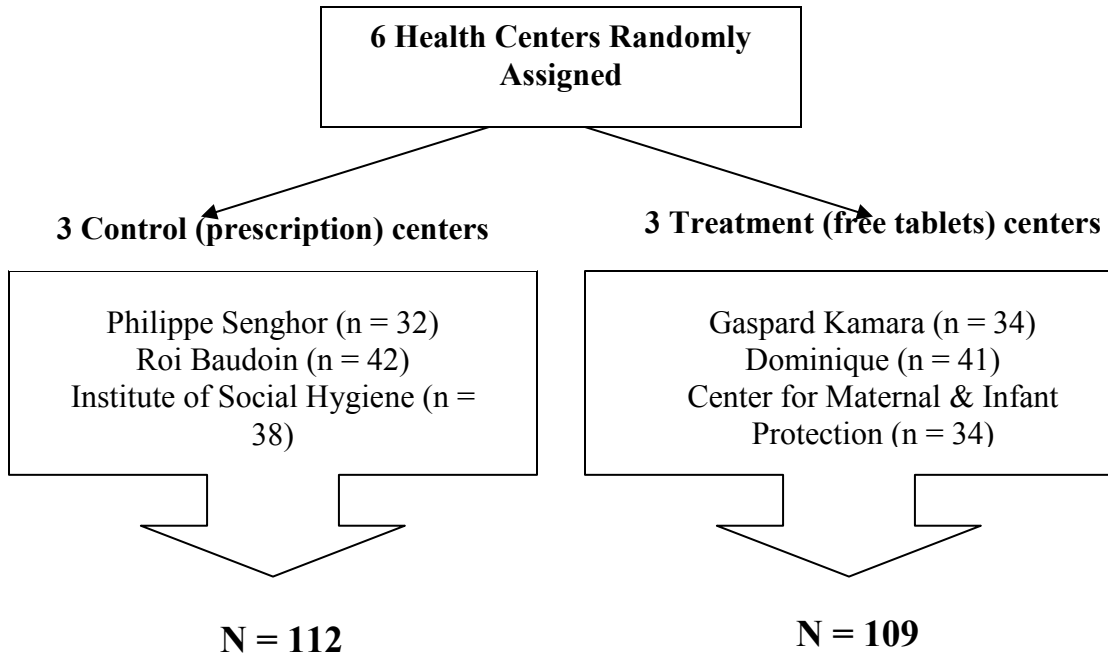 6 Health Centers Randomly
Assigned
3 Control (prescription) centers
3 Treatment (free tablets) centers
Philippe Senghor (n = 32)
Roi Baudoin (n = 42)
Institute of Social Hygiene (n =
38)
Gaspard Kamara (n = 34)
Dominique (n = 41)
Center for Maternal & Infant
Protection (n = 34)
N = 112
N = 109